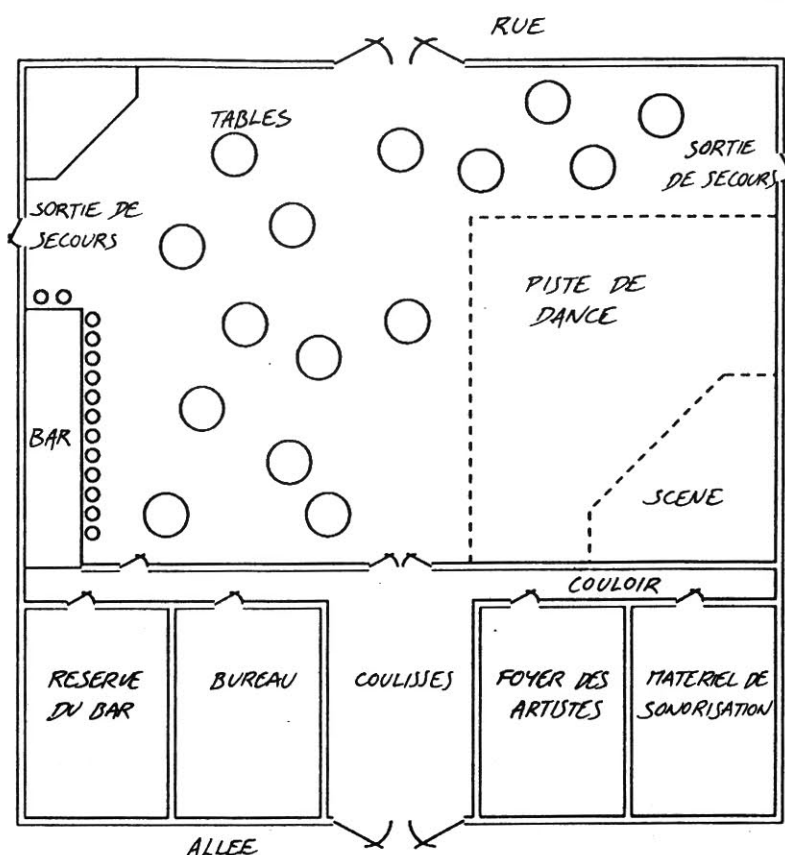 RUE
TABLES
SORTIE
DE SECOURS
SORTIE DE
SECOURS
PISTE DE
DANCE
BAR
SCENE
COULOIR
RESERVE
DU BAR
BUREAU
COULISSES
FOYER DES
ARTISTES
MATERIEL DE
SONORISATION
ALLEE